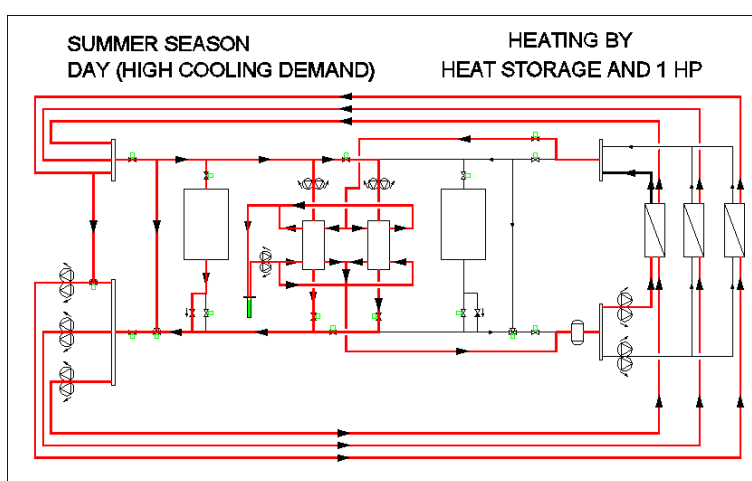 SUMMER SEASON
DAY (HIGH COOLING DEMAND)
HEATING BY
HEAT STORAGE AND 1 HP